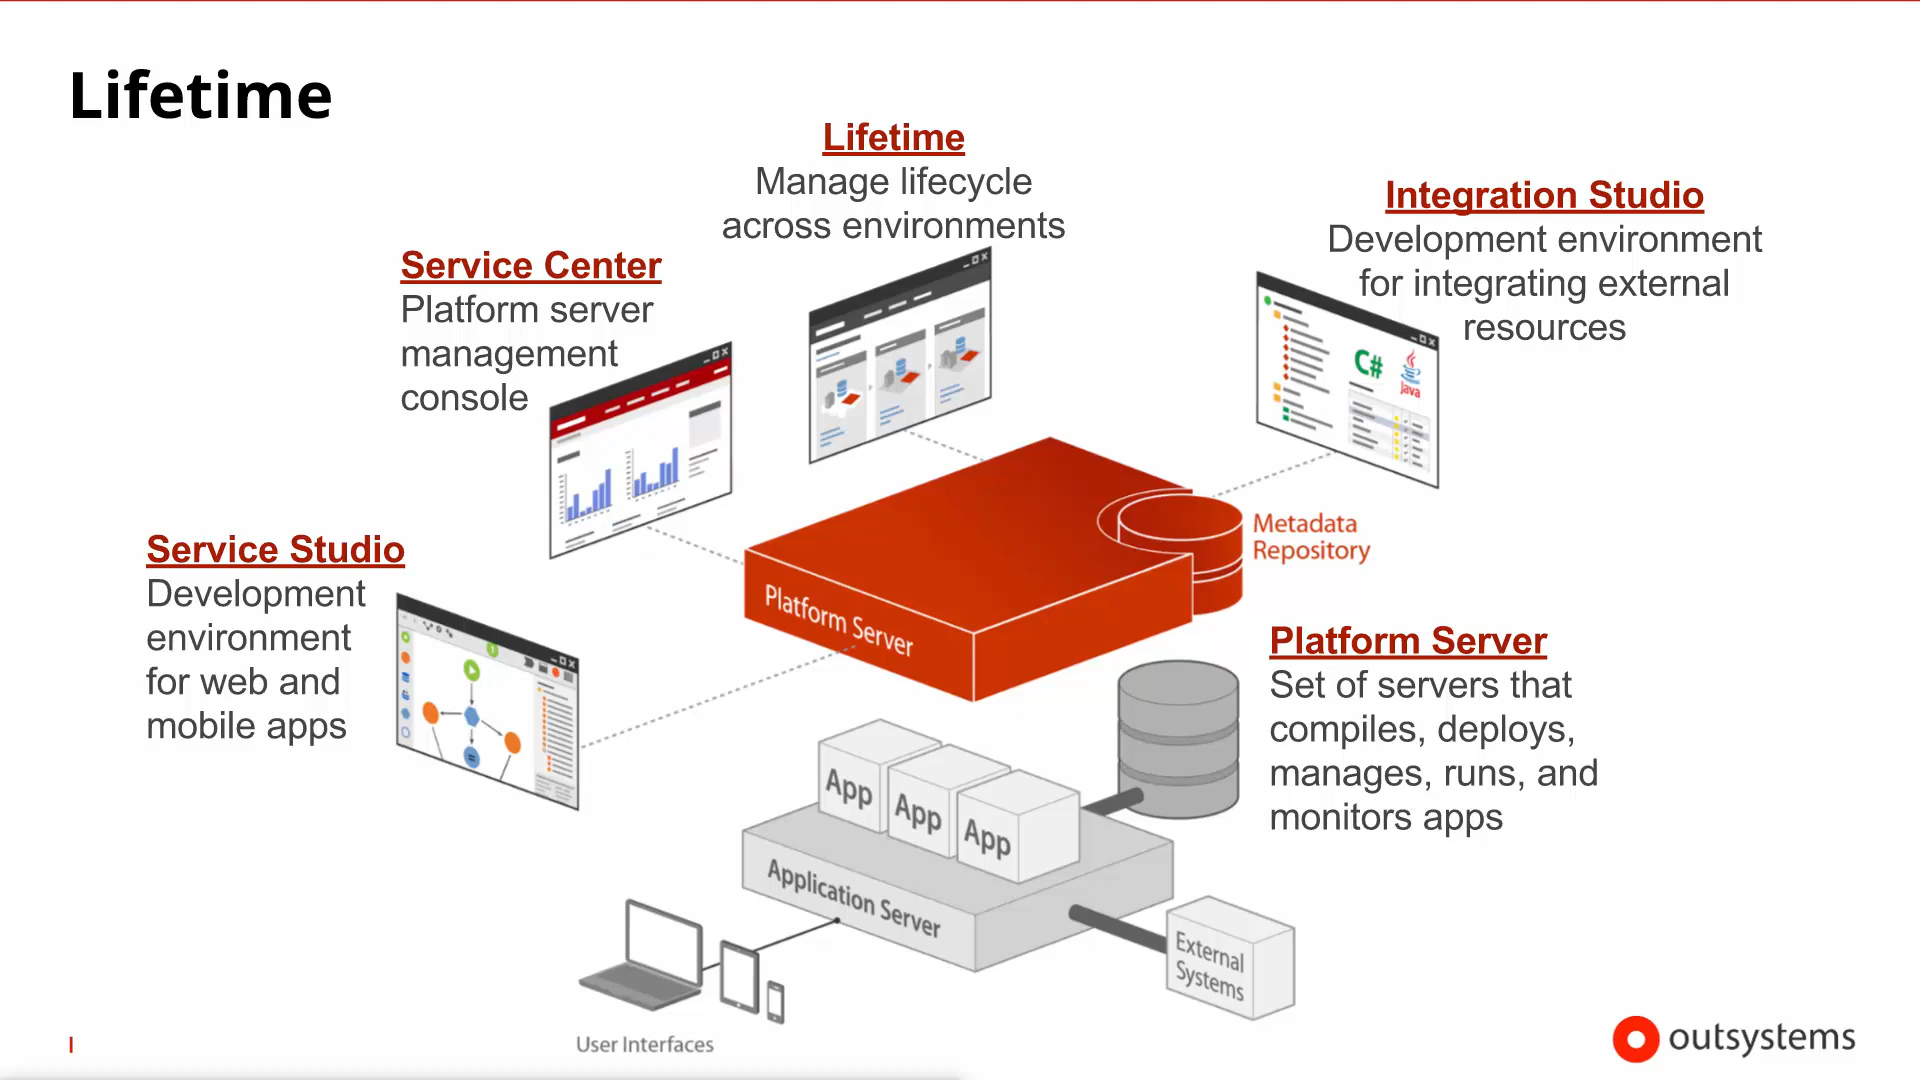 Lifetime
Lifetime
Manage lifecycle
across environments
Integration Studio
Development environment
for integrating external
resources
C#
Java
Service Center
Platform server
management
console
Service Studio
Development
environment
for web and
mobile apps
Platform Server
Metadata
Repository
Platform Server
Set of servers that
compiles, deploys,
manages, runs, and
monitors apps
App
App
App
Application Server
External
Systems
User Interfaces
I
outsystems